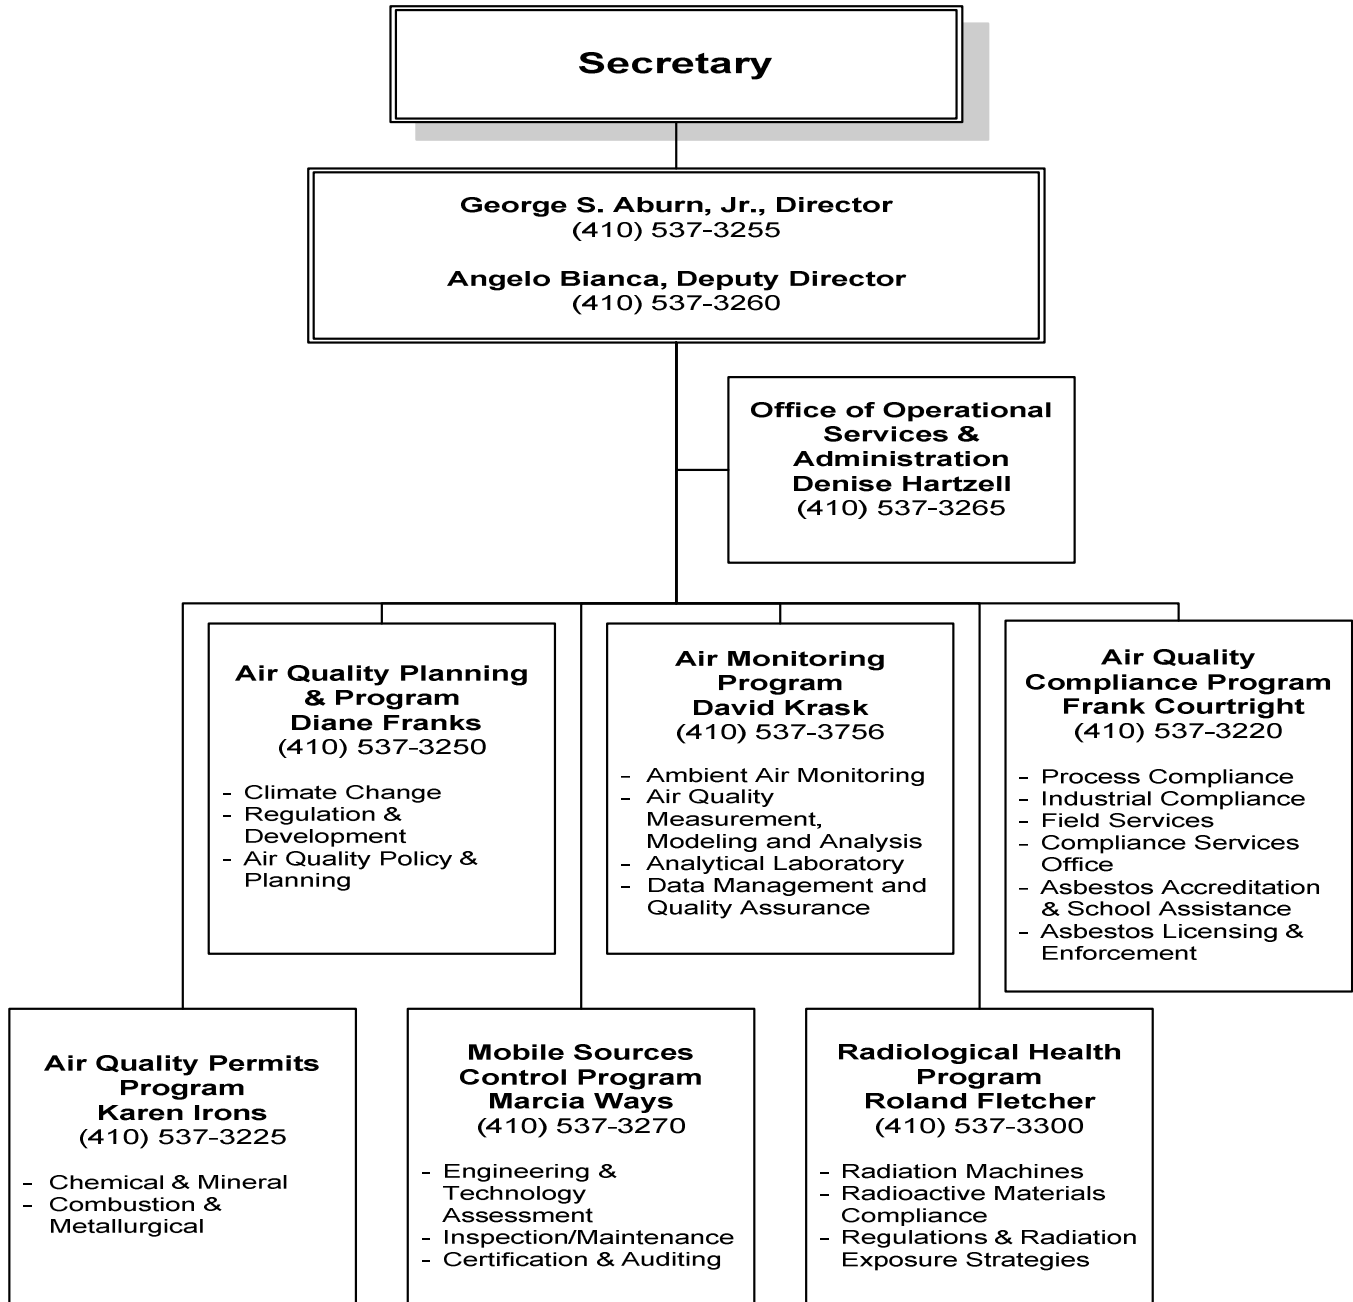 Secretary
George S. Aburn, Jr., Director
(410) 537-3255
Angelo Bianca, Deputy Director
(410) 537-3260
Office of Operational
Services &
Administration
Denise Hartzell
(410) 537-3265
Air Quality Planning
& Program
Diane Franks
(410) 537-3250
- Climate Change
- Regulation &
Development
- Air Quality Policy &
Planning
Air Monitoring
Program
David Krask
(410) 537-3756
- Ambient Air Monitoring
- Air Quality
Measurement,
Modeling and Analysis
- Analytical Laboratory
- Data Management and
Quality Assurance
Air Quality
Compliance Program
Frank Courtright
(410) 537-3220
- Process Compliance
- Industrial Compliance
- Field Services
- Compliance Services
Office
- Asbestos Accreditation
& School Assistance
- Asbestos Licensing &
Enforcement
Air Quality Permits
Program
Karen Irons
(410) 537-3225
- Chemical & Mineral
- Combustion &
Metallurgical
Mobile Sources
Control Program
Marcia Ways
(410) 537-3270
- Engineering &
Technology
Assessment
- Inspection/Maintenance
- Certification & Auditing
Radiological Health
Program
Roland Fletcher
(410) 537-3300
- Radiation Machines
- Radioactive Materials
Compliance
- Regulations & Radiation
Exposure Strategies